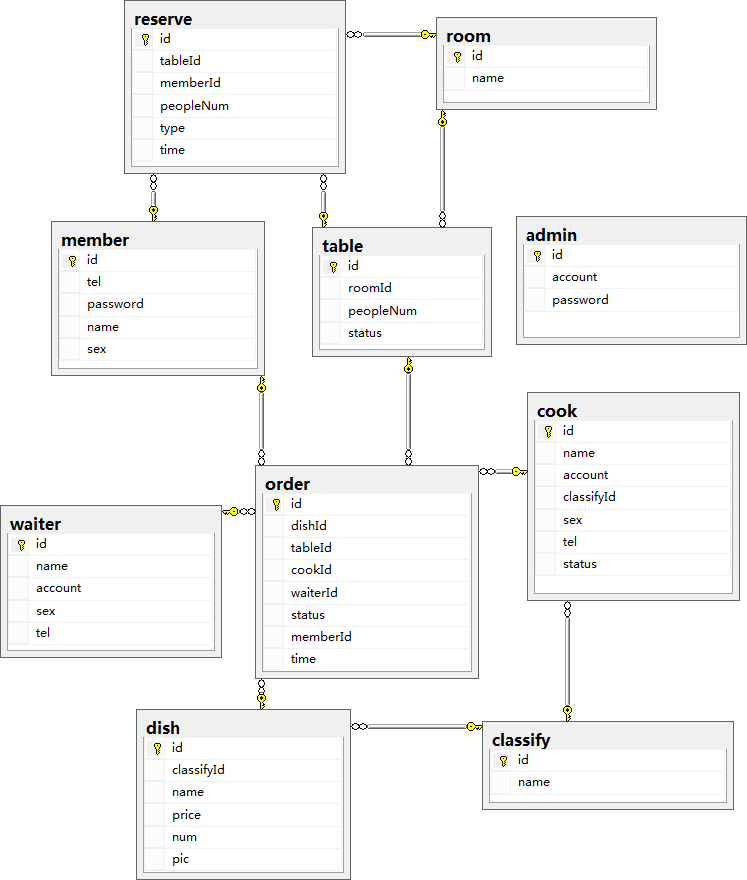 reserve
id
tableId
memberId
peopleNum
type
time
room
id
name
member
id
tel
password
name
sex
table
id
roomId
peopleNum
status
admin
id
account
password
cook
id
name
account
classifyId
sex
tel
status
order
id
dishId
tableId
cookId
waiterId
status
memberId
time
waiter
id
name
account
sex
tel
dish
id
classifyId
name
price
num
pic
classify
id
name